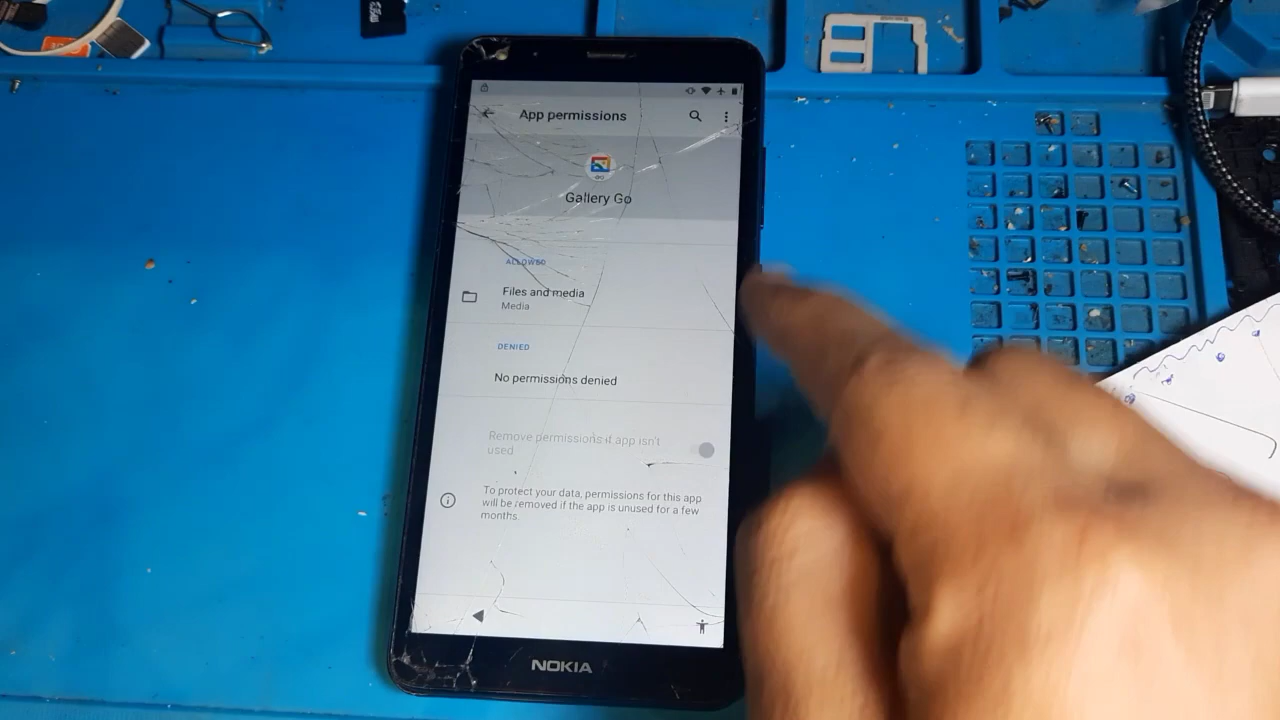 App permissions
Gallery Go
ALLOWED
Files and media
Media
DENIED
No permissions denied
Remove permissions if app isn't
used
To protect your data, permissions for this app
will be removed if the app is unused for a few
months.
NOKIA